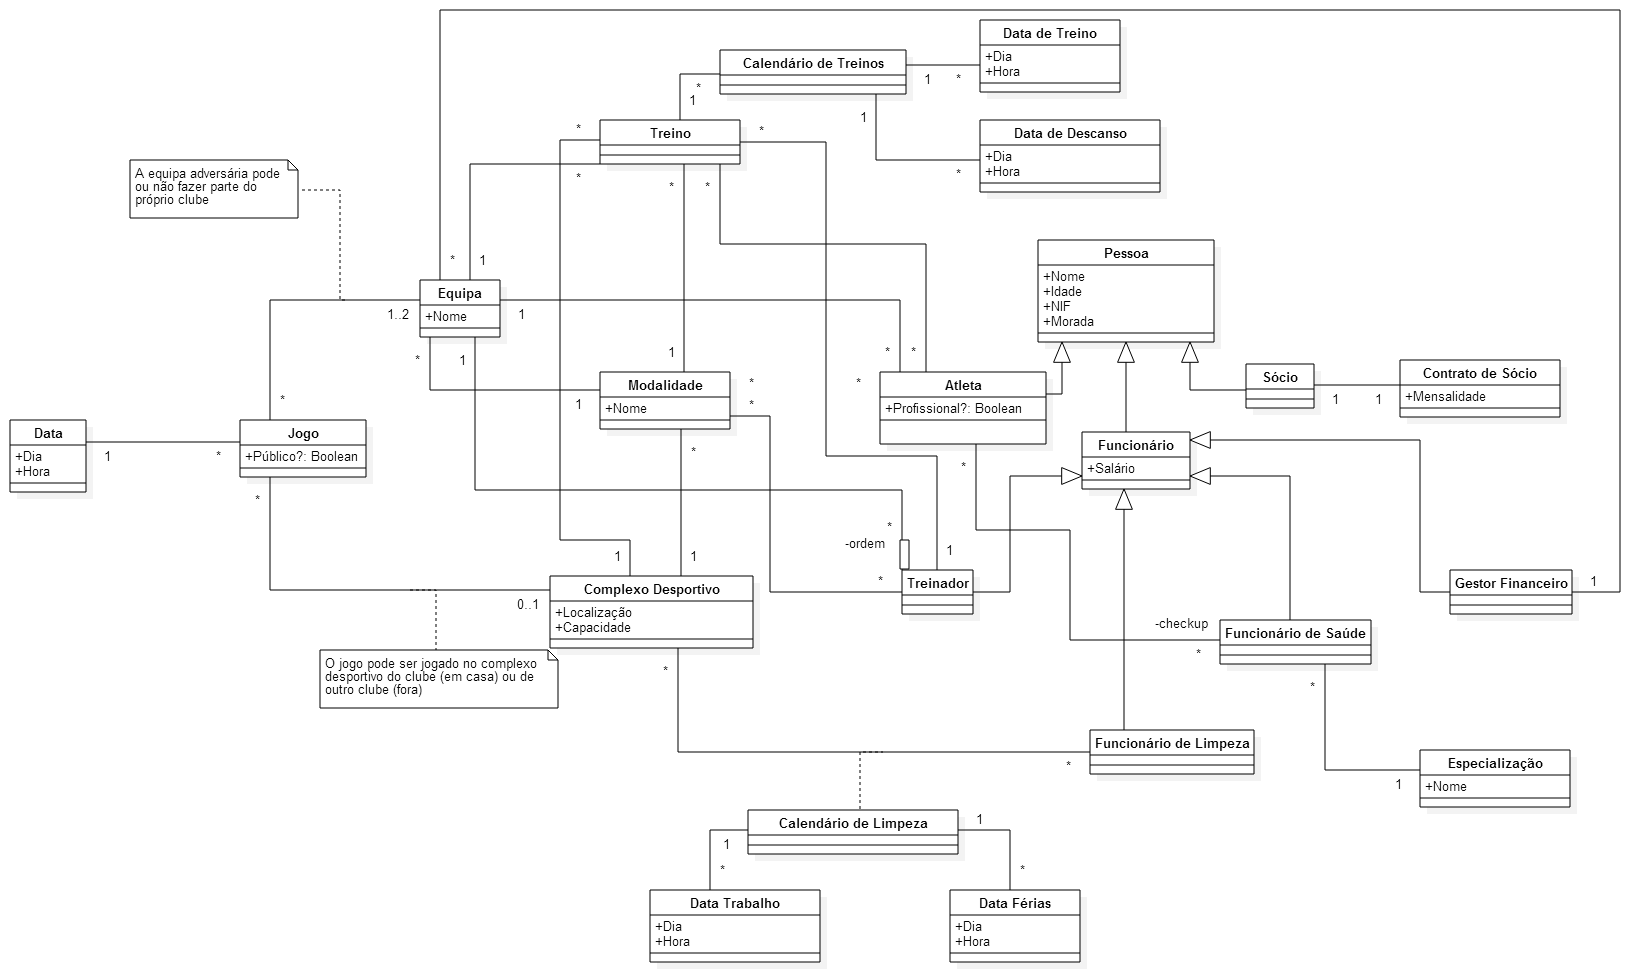 Data de Treino
+Dia
+Hora
Calendário de Treinos
1
*
*
1
1
*
Data de Descanso
+Dia
+Hora
*
Treino
*
*
*
*
*
A equipa adversária pode
ou não fazer parte do
próprio clube
*
1
Equipa
+Nome
1..2
1
*
1
*
*
*
Pessoa
+Nome
+Idade
+NIF
+Morada
1
Modalidade
+Nome
*
*
1
*
Atleta
+Profissional?: Boolean
Sócio
1
1
Contrato de Sócio
+Mensalidade
*
Data
+Dia
+Hora
1
*
Jogo
+Público?: Boolean
*
*
*
Funcionário
+Salário
*
-ordem
1
1
1
*
Treinador
Complexo Desportivo
+Localização
+Capacidade
0..1
*
Gestor Financeiro
1
-checkup
*
Funcionário de Saúde
*
O jogo pode ser jogado no complexo
desportivo do clube (em casa) ou de
outro clube (fora)
Funcionário de Limpeza
*
Especialização
+Nome
1
Calendário de Limpeza
1
1
*
*
Data Trabalho
+Dia
+Hora
Data Férias
+Dia
+Hora